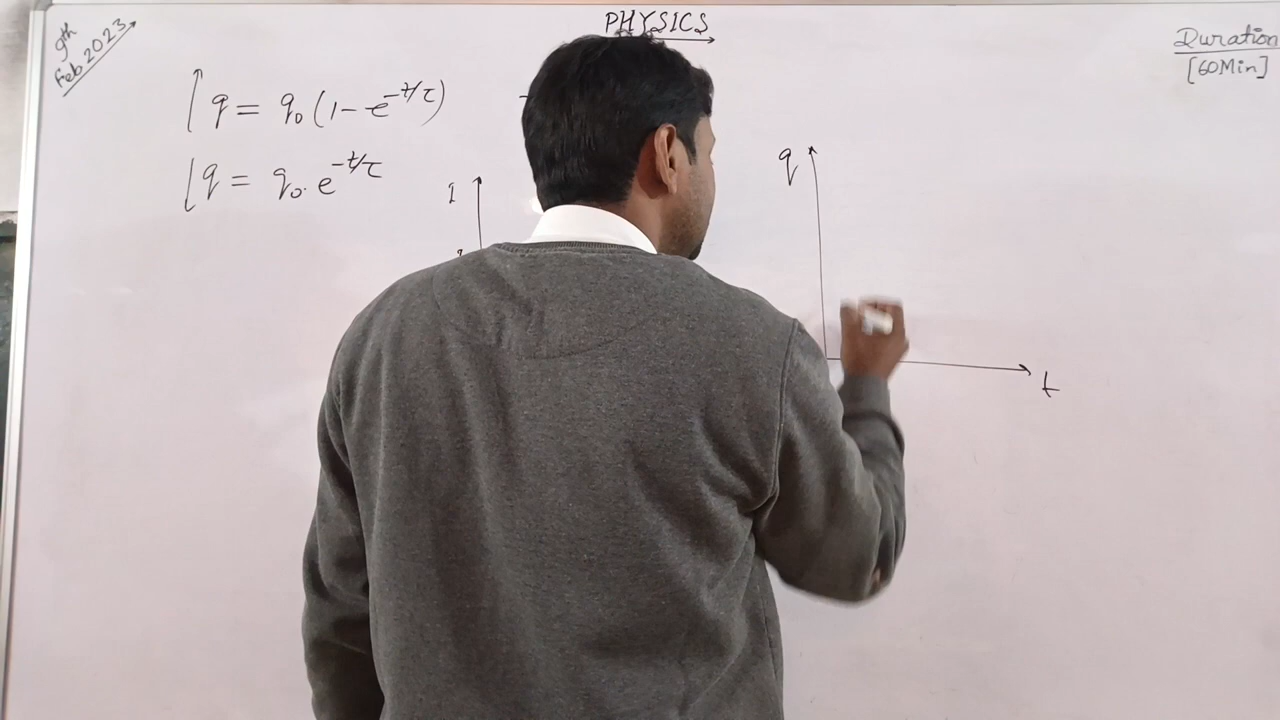 9th
Feb 2023
PHYSICS
Duration
[60Min]
q = q₀ (1 - e^{-t/τ})
q = q₀. e^{-t/τ}
I
q
t